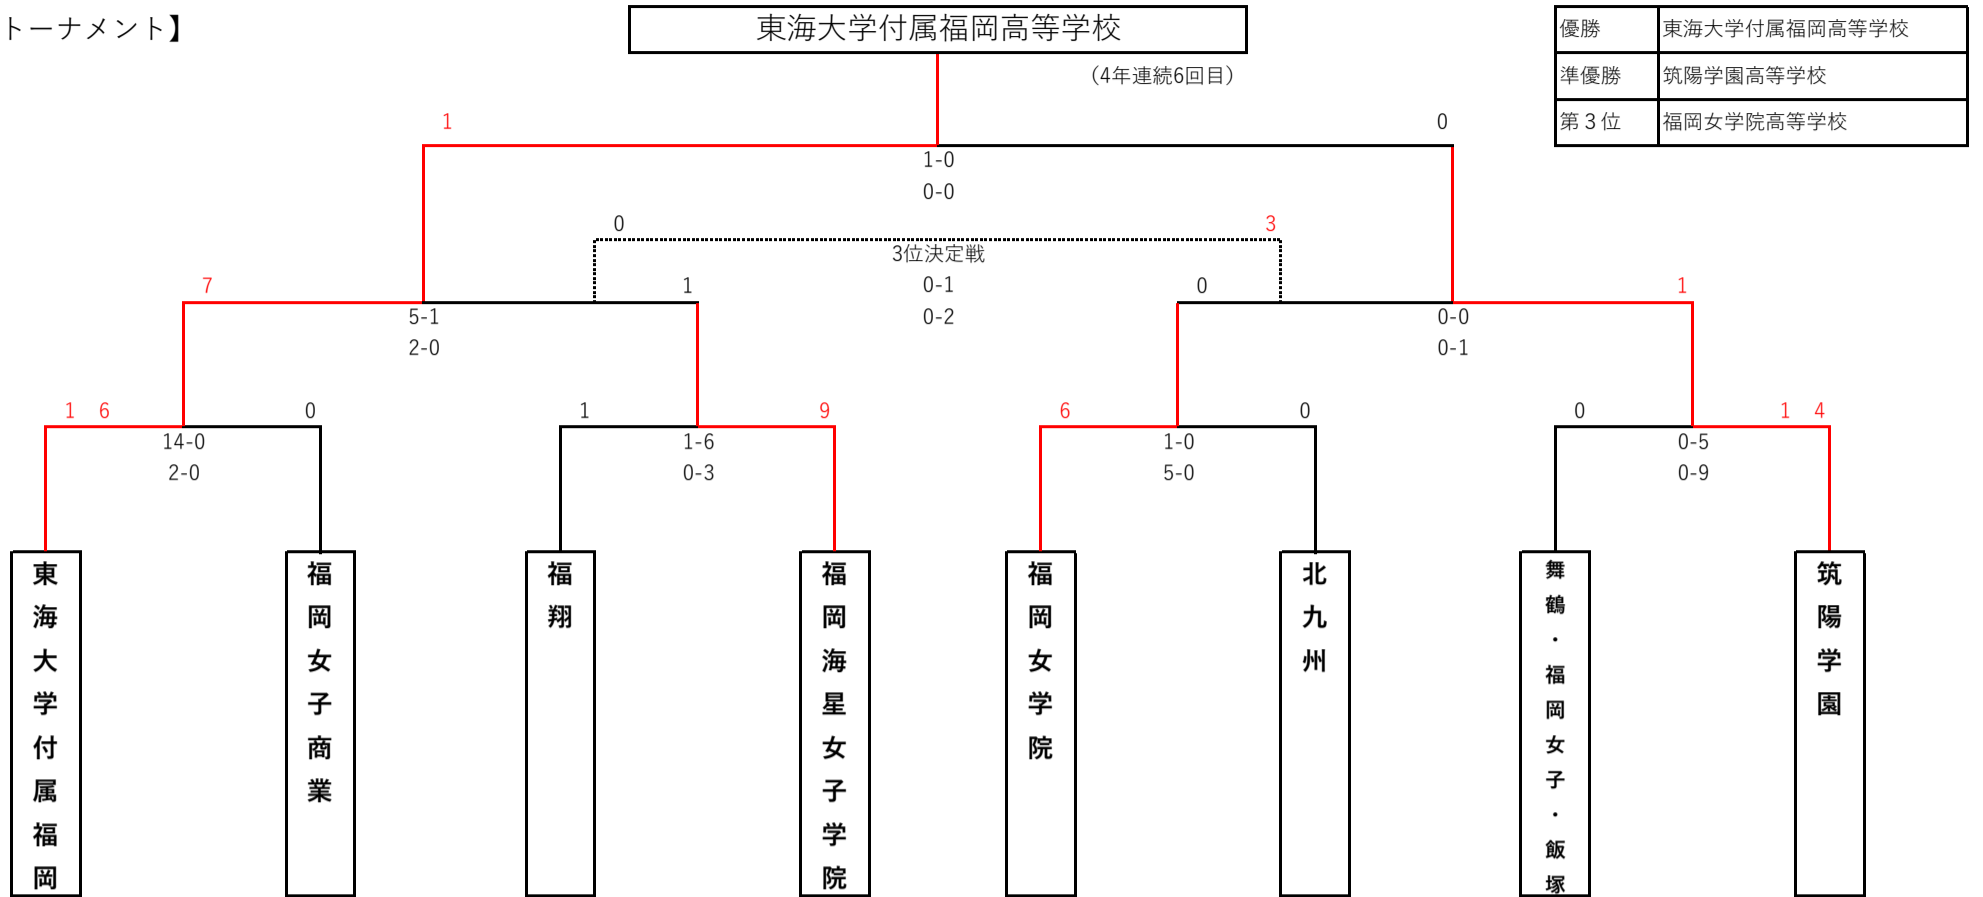 トーナメント】
東海大学付属福岡高等学校
（4年連続6回目）
優勝 東海大学付属福岡高等学校
準優勝 筑陽学園高等学校
第３位 福岡女学院高等学校
1 0
1-0
0-0
0 3
3位決定戦
0-1
0-2
7 1
5-1
2-0
0 1
0-0
0-1
1 6 0
14-0
2-0
1 9
1-6
0-3
6 0
1-0
5-0
0 1 4
0-5
0-9
東海大学付属福岡
福岡女子商業
福翔
福岡海星女子学院
福岡女学院
北九州
舞鶴・福岡女子・飯塚
筑陽学園